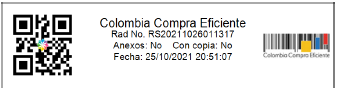 Colombia Compra Eficiente
Rad No. RS20211026011317
Anexos: No Con copia: No
Fecha: 25/10/2021 20:51:07
Colombia Compra Eficiente